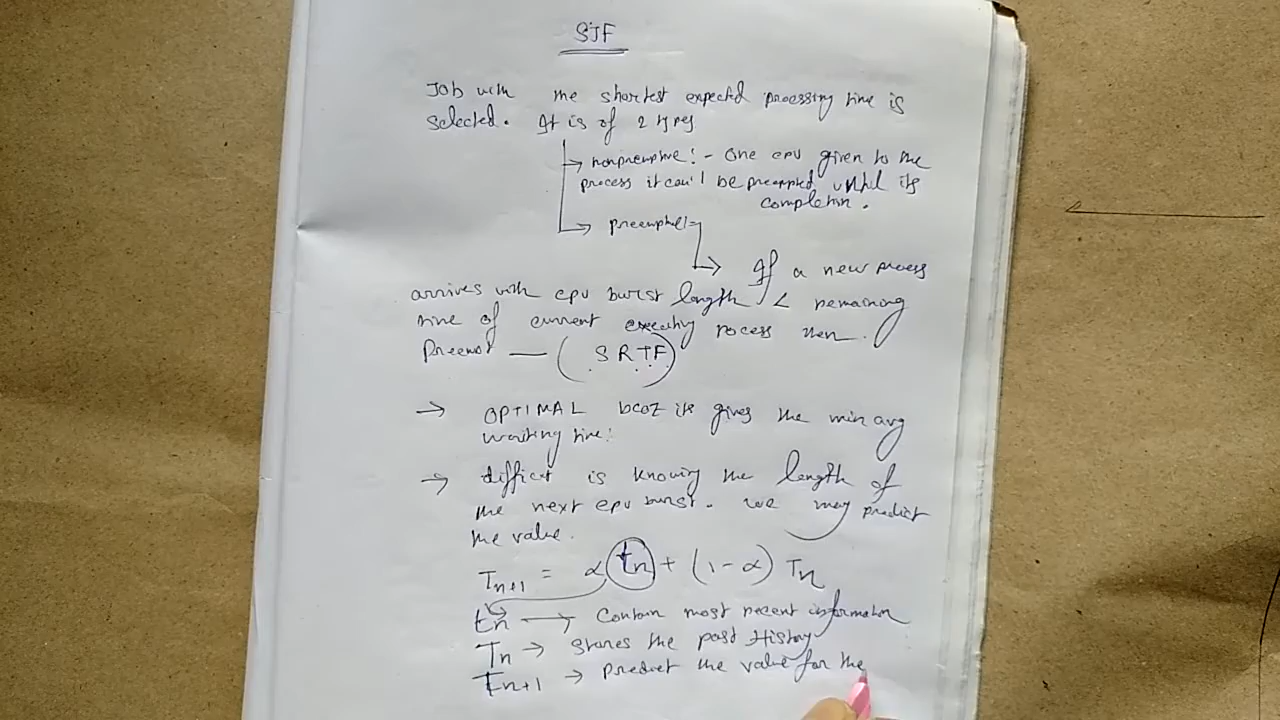 SJF
Job with the shortest expected processing time is
selected. It is of 2 types
→ nonpreemptive! - One cpu given to the
process it can't be preempted until its
completion.
→ preemptive:-
→ If a new process
arrives with cpu burst length < remaining
time of current executing process then.
Preempt — (SRTF)
→ OPTIMAL bcoz its gives the min avg
waiting time!
→ difficult is knowing the length of
the next cpu burst. we may predict
the value.
Tn+1 = α tn + (1-α) Tn
tn → Contain most recent information
Tn → stores the past History
Tn+1 → Predict the value for the